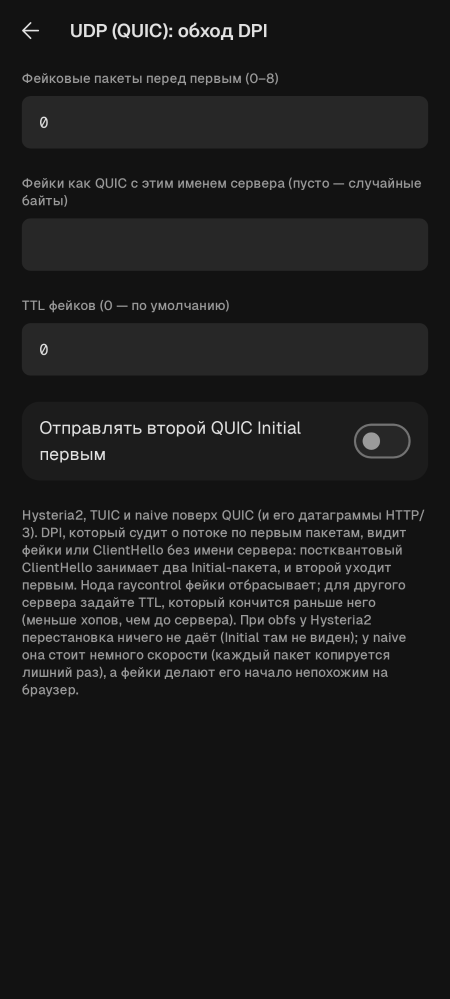 UDP (QUIC): обход DPI
Фейковые пакеты перед первым (0–8)
0
Фейки как QUIC с этим именем сервера (пусто — случайные
байты)
TTL фейков (0 — по умолчанию)
0
Отправлять второй QUIC Initial
первым
Hysteria2, TUIC и naive поверх QUIC (и его датаграммы HTTP/
3). DPI, который судит о потоке по первым пакетам, видит
фейки или ClientHello без имени сервера: постквантовый
ClientHello занимает два Initial-пакета, и второй уходит
первым. Нода raycontrol фейки отбрасывает; для другого
сервера задайте TTL, который кончится раньше него
(меньше хопов, чем до сервера). При obfs у Hysteria2
перестановка ничего не даёт (Initial там не виден); у naive
она стоит немного скорости (каждый пакет копируется
лишний раз), а фейки делают его начало непохожим на
браузер.